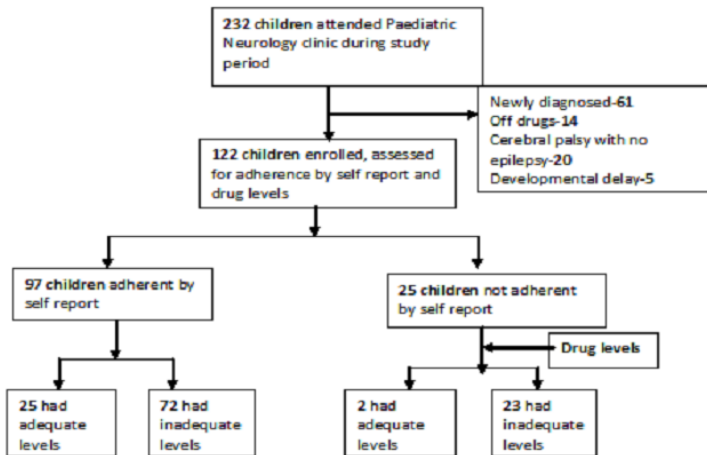 232 children attended Paediatric
Neurology clinic during study
period
Newly diagnosed-61
Off drugs-14
Cerebral palsy with no
epilepsy-20
Developmental delay-5
122 children enrolled, assessed
for adherence by self report and
drug levels
97 children adherent by
self report
25 children not adherent
by self report
Drug levels
25 had
adequate
levels
72 had
inadequate
levels
2 had
adequate
levels
23 had
inadequate
levels